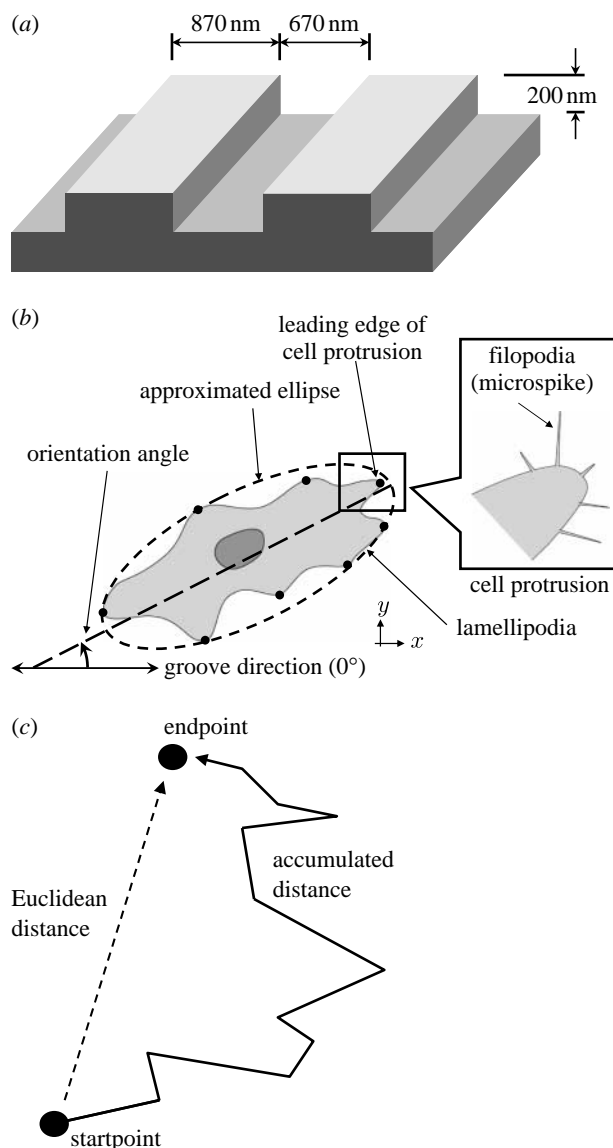 (a)
870 nm
670 nm
200 nm
(b)
leading edge of
cell protrusion
filopodia
(microspike)
approximated ellipse
orientation angle
cell protrusion
y
x
lamellipodia
groove direction (0°)
(c)
endpoint
accumulated
distance
Euclidean
distance
startpoint